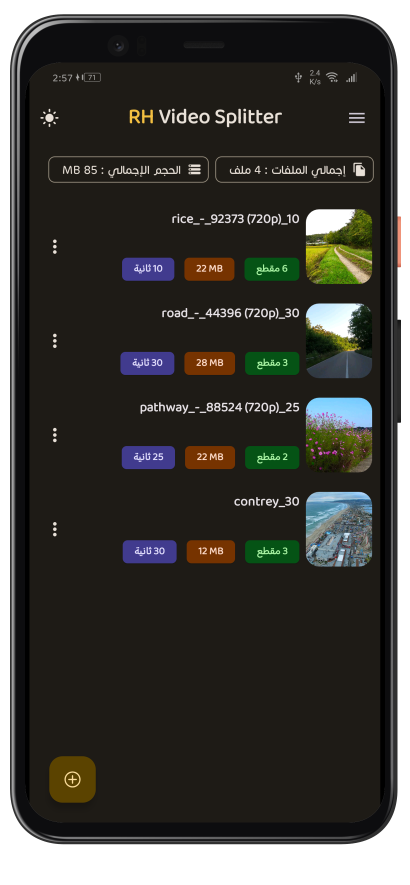 2:57 71 2.4 K/s
RH Video Splitter
إجمالي الملفات : 4 ملف
الحجم الإجمالي : 85 MB
rice_-_92373 (720p)_10
6 مقطع 22 MB 10 ثانية
road_-_44396 (720p)_30
3 مقطع 28 MB 30 ثانية
pathway_-_88524 (720p)_25
2 مقطع 22 MB 25 ثانية
contrey_30
3 مقطع 12 MB 30 ثانية